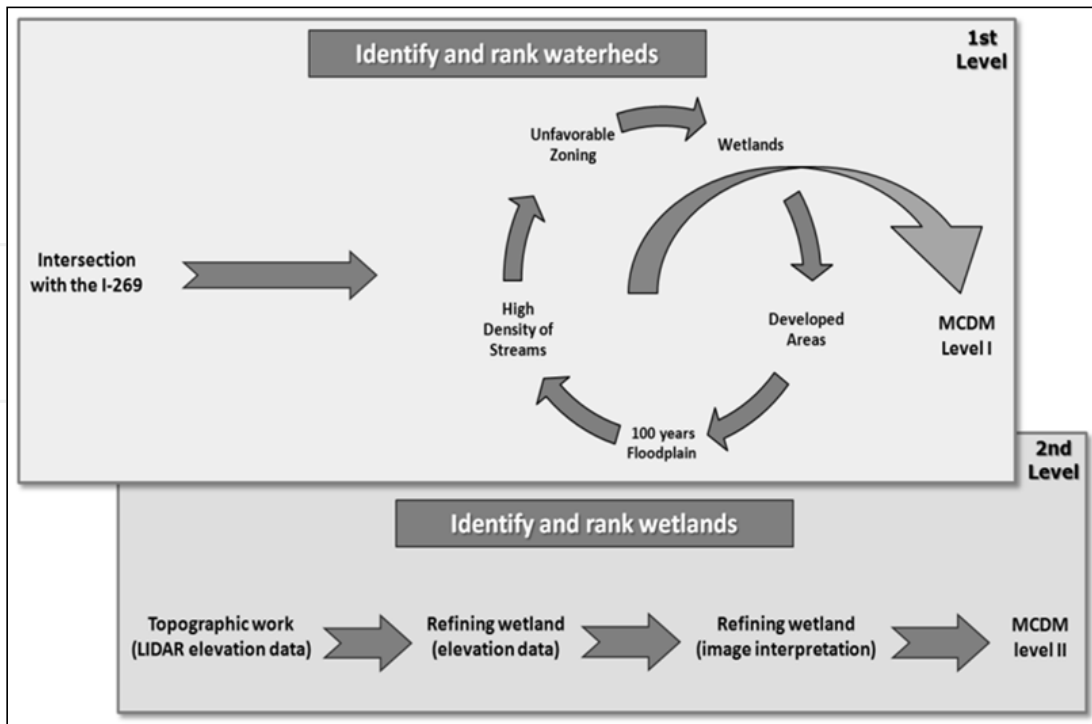 Identify and rank waterheds
1st
Level
Unfavorable
Zoning
Wetlands
Intersection
with the I-269
High
Density of
Streams
Developed
Areas
MCDM
Level I
100 years
Floodplain
2nd
Level
Identify and rank wetlands
Topographic work
(LIDAR elevation data)
Refining wetland
(elevation data)
Refining wetland
(image interpretation)
MCDM
level II